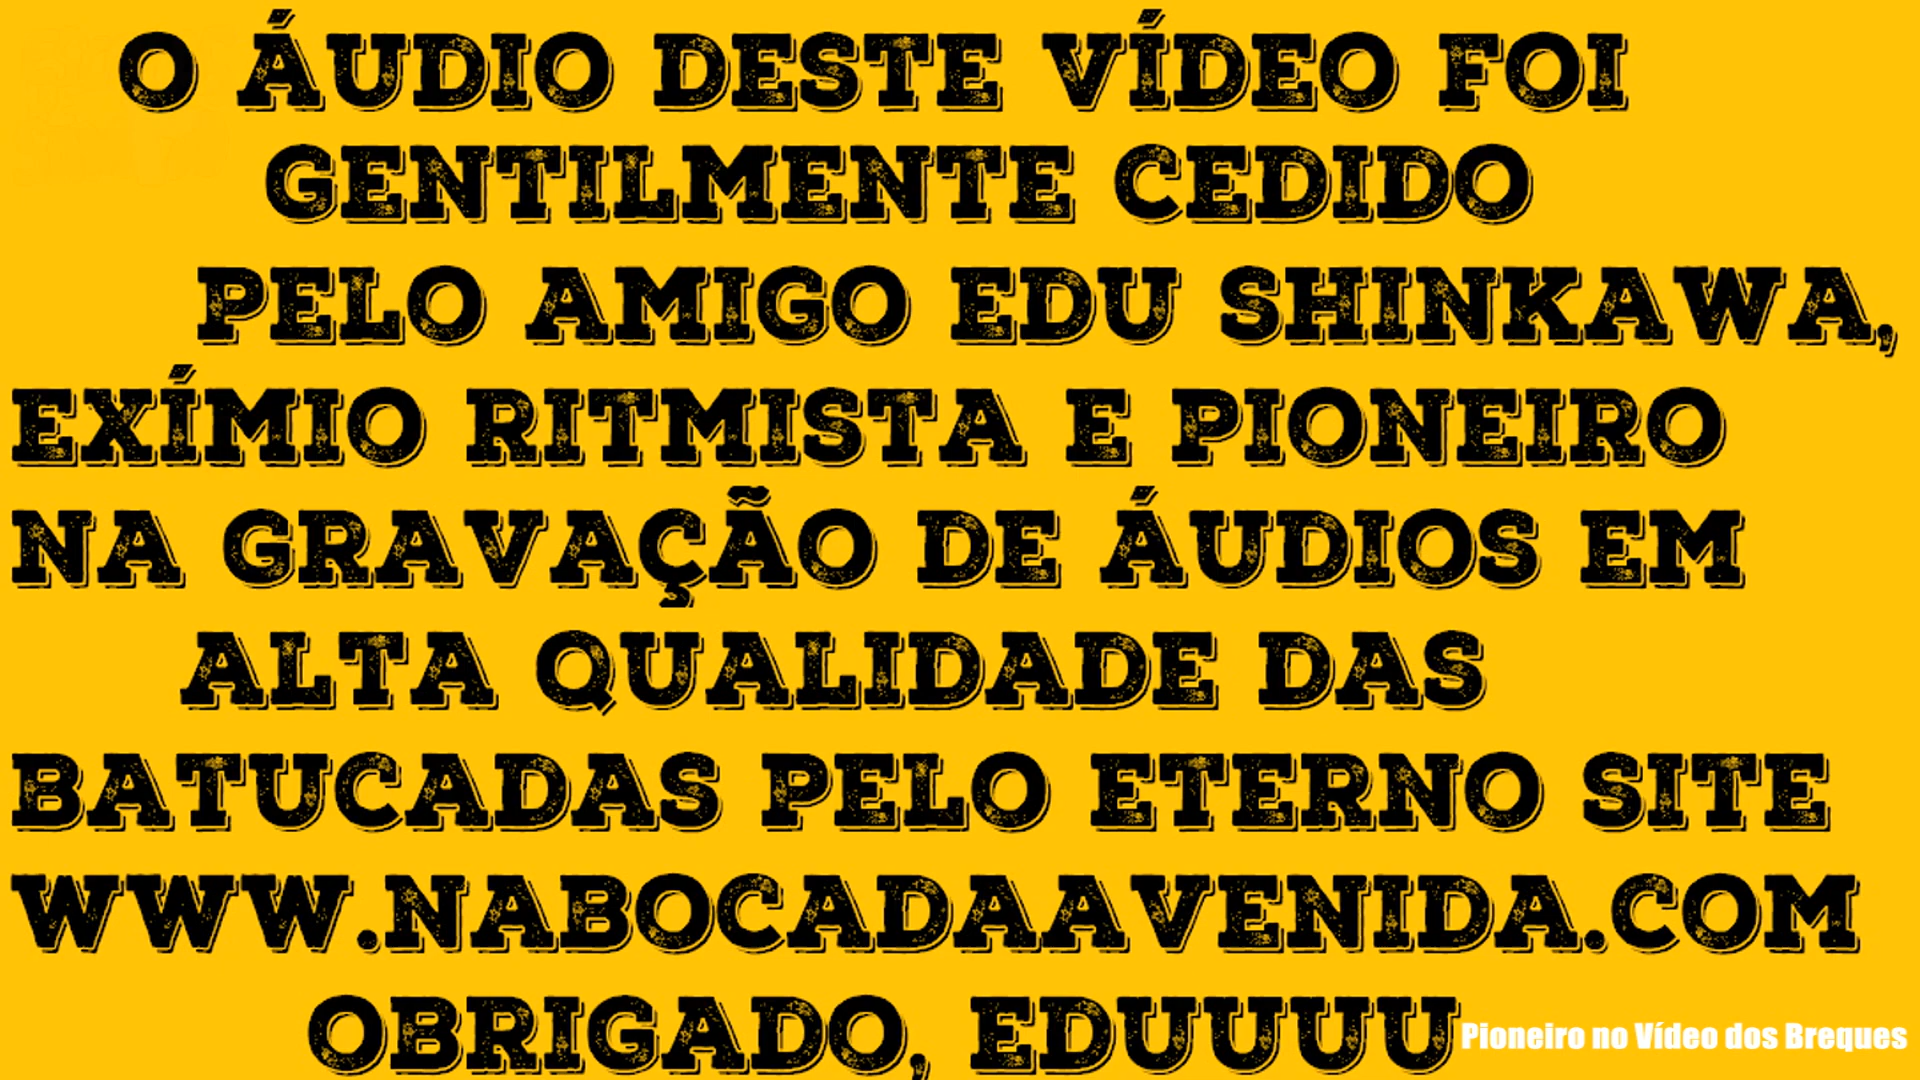 O ÁUDIO DESTE VÍDEO FOI
GENTILMENTE CEDIDO
PELO AMIGO EDU SHINKAWA,
EXÍMIO RITMISTA E PIONEIRO
NA GRAVAÇÃO DE ÁUDIOS EM
ALTA QUALIDADE DAS
BATUCADAS PELO ETERNO SITE
WWW.NABOCADAAVENIDA.COM
OBRIGADO, EDUUUUU
Pioneiro no Vídeo dos Breques